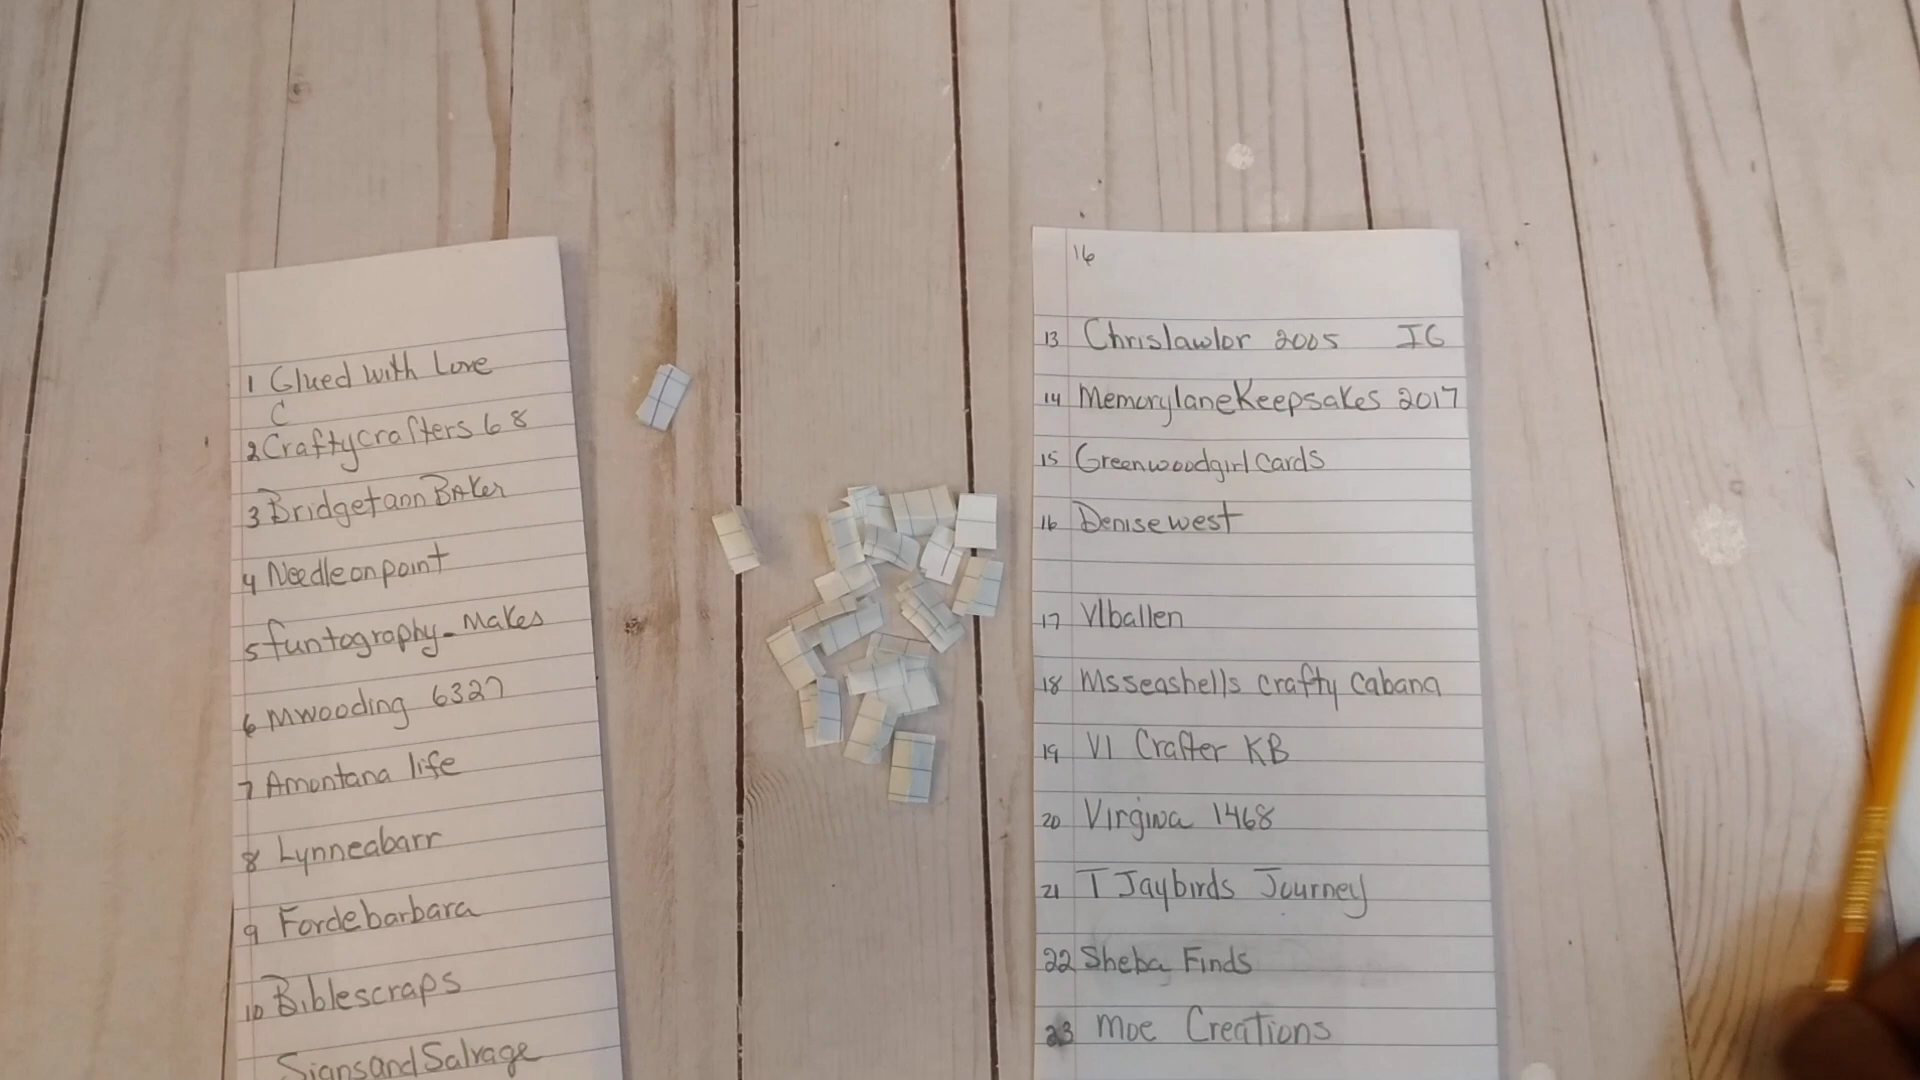 1 Glued with Love
C
2 Craftycrafters 68
3 BridgetannBAKer
4 Needleonpoint
5 funtography_Makes
6 Mwooding 6327
7 Amontana life
8 Lynneabarr
9 Fordebarbara
10 Biblescraps
SignsandSalvage
16
13 Chrislawlor 2005 IG
14 MemorylaneKeepsakes 2017
15 Greenwoodgirl Cards
16 Denisewest
17 Vlballen
18 Msseashells crafty Cabana
19 VI Crafter KB
20 Virgina 1468
21 T Jaybirds Journey
22 Sheba Finds
23 Moe Creations